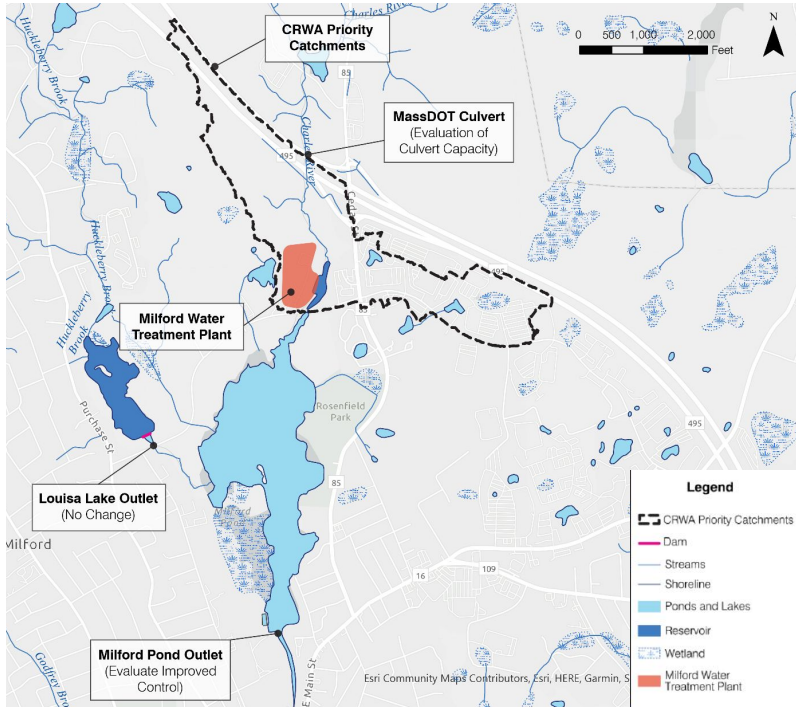 Charles River
Huckleberry Brook
CRWA Priority
Catchments
0 500 1,000 2,000
Feet
N
85
MassDOT Culvert
(Evaluation of
Culvert Capacity)
495
Charles River
Cedar St
Huckleberry Brook
495
Milford Water
Treatment Plant
85
Huckleberry
Brook
Rosenfield
Park
Purchase St
495
Louisa Lake Outlet
(No Change)
85
Milford
Milford
16
109
Milford Pond Outlet
(Evaluate Improved
Control)
Godfrey Bro
E Main St
Esri Community Maps Contributors, Esri, HERE, Garmin, S
Legend
CRWA Priority Catchments
Dam
Streams
Shoreline
Ponds and Lakes
Reservoir
Wetland
Milford Water
Treatment Plant